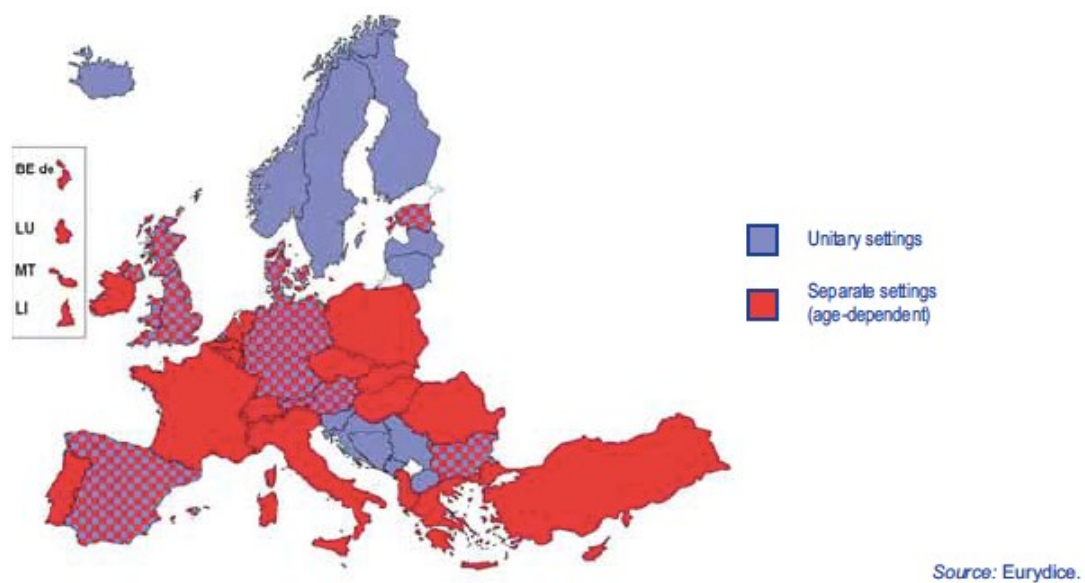 BE de
LU
MT
LI
Unitary settings
Separate settings
(age-dependent)
Source: Eurydice.